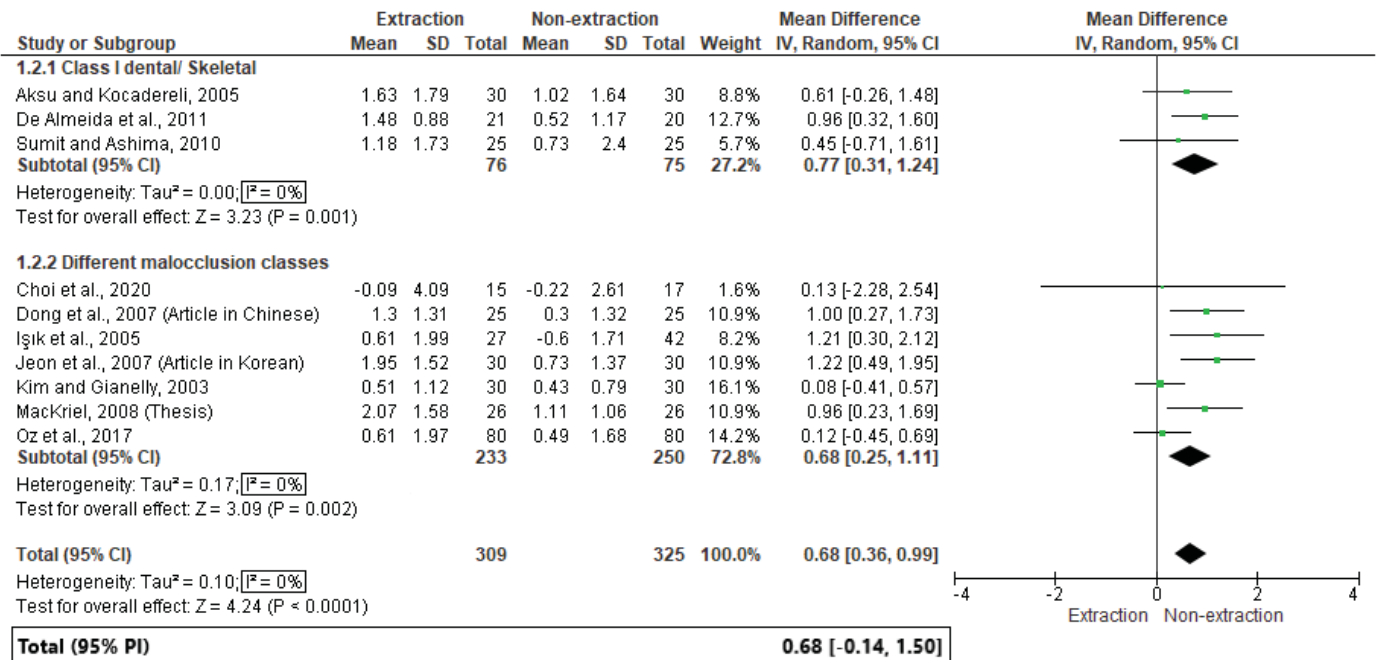 Extraction Non-extraction Mean Difference Mean Difference
Study or Subgroup Mean SD Total Mean SD Total Weight IV, Random, 95% CI IV, Random, 95% CI
1.2.1 Class I dental/ Skeletal
Aksu and Kocadereli, 2005 1.63 1.79 30 1.02 1.64 30 8.8% 0.61 [-0.26, 1.48]
De Almeida et al., 2011 1.48 0.88 21 0.52 1.17 20 12.7% 0.96 [0.32, 1.60]
Sumit and Ashima, 2010 1.18 1.73 25 0.73 2.4 25 5.7% 0.45 [-0.71, 1.61]
Subtotal (95% CI) 76 75 27.2% 0.77 [0.31, 1.24]
Heterogeneity: Tau² = 0.00; I² = 0%
Test for overall effect: Z = 3.23 (P = 0.001)
1.2.2 Different malocclusion classes
Choi et al., 2020 -0.09 4.09 15 -0.22 2.61 17 1.6% 0.13 [-2.28, 2.54]
Dong et al., 2007 (Article in Chinese) 1.3 1.31 25 0.3 1.32 25 10.9% 1.00 [0.27, 1.73]
Işık et al., 2005 0.61 1.99 27 -0.6 1.71 42 8.2% 1.21 [0.30, 2.12]
Jeon et al., 2007 (Article in Korean) 1.95 1.52 30 0.73 1.37 30 10.9% 1.22 [0.49, 1.95]
Kim and Gianelly, 2003 0.51 1.12 30 0.43 0.79 30 16.1% 0.08 [-0.41, 0.57]
MacKriel, 2008 (Thesis) 2.07 1.58 26 1.11 1.06 26 10.9% 0.96 [0.23, 1.69]
Oz et al., 2017 0.61 1.97 80 0.49 1.68 80 14.2% 0.12 [-0.45, 0.69]
Subtotal (95% CI) 233 250 72.8% 0.68 [0.25, 1.11]
Heterogeneity: Tau² = 0.17; I² = 0%
Test for overall effect: Z = 3.09 (P = 0.002)
Total (95% CI) 309 325 100.0% 0.68 [0.36, 0.99]
Heterogeneity: Tau² = 0.10; I² = 0%
Test for overall effect: Z = 4.24 (P < 0.0001)
-4 -2 0 2 4
Extraction Non-extraction
Total (95% PI) 0.68 [-0.14, 1.50]